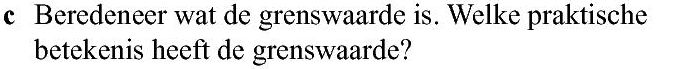 c Beredeneer wat de grenswaarde is. Welke praktische
betekenis heeft de grenswaarde?